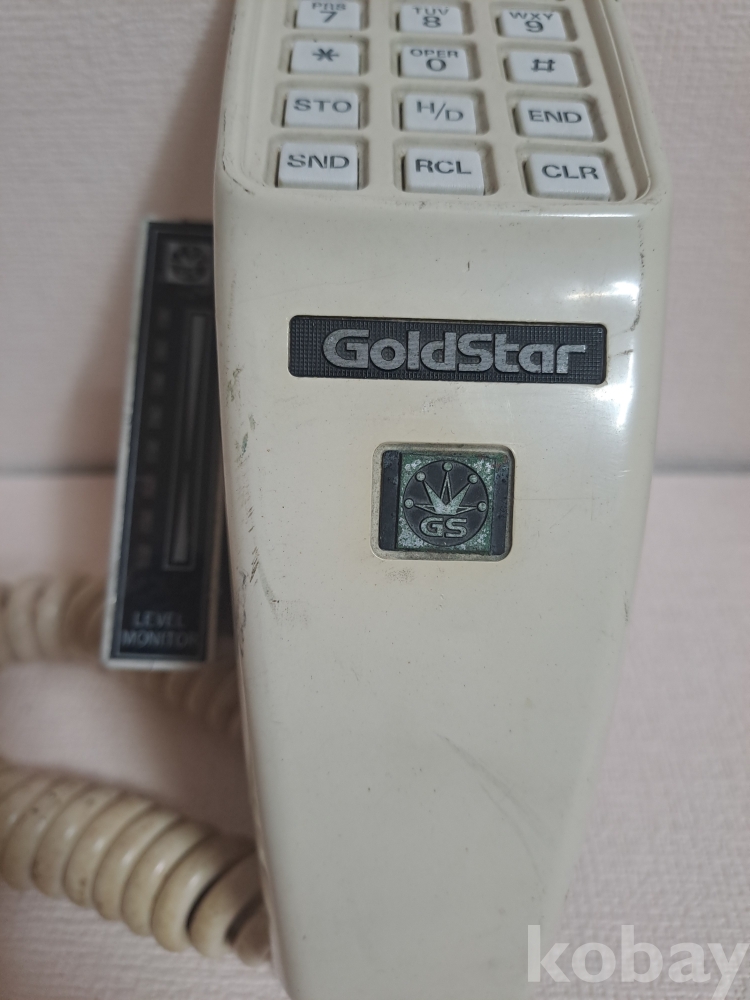 PRS TUV WXY
7 8 9
* OPER #
0
STO H/D END
SND RCL CLR
GoldStar
GS
LEVEL
MONITOR
kobay